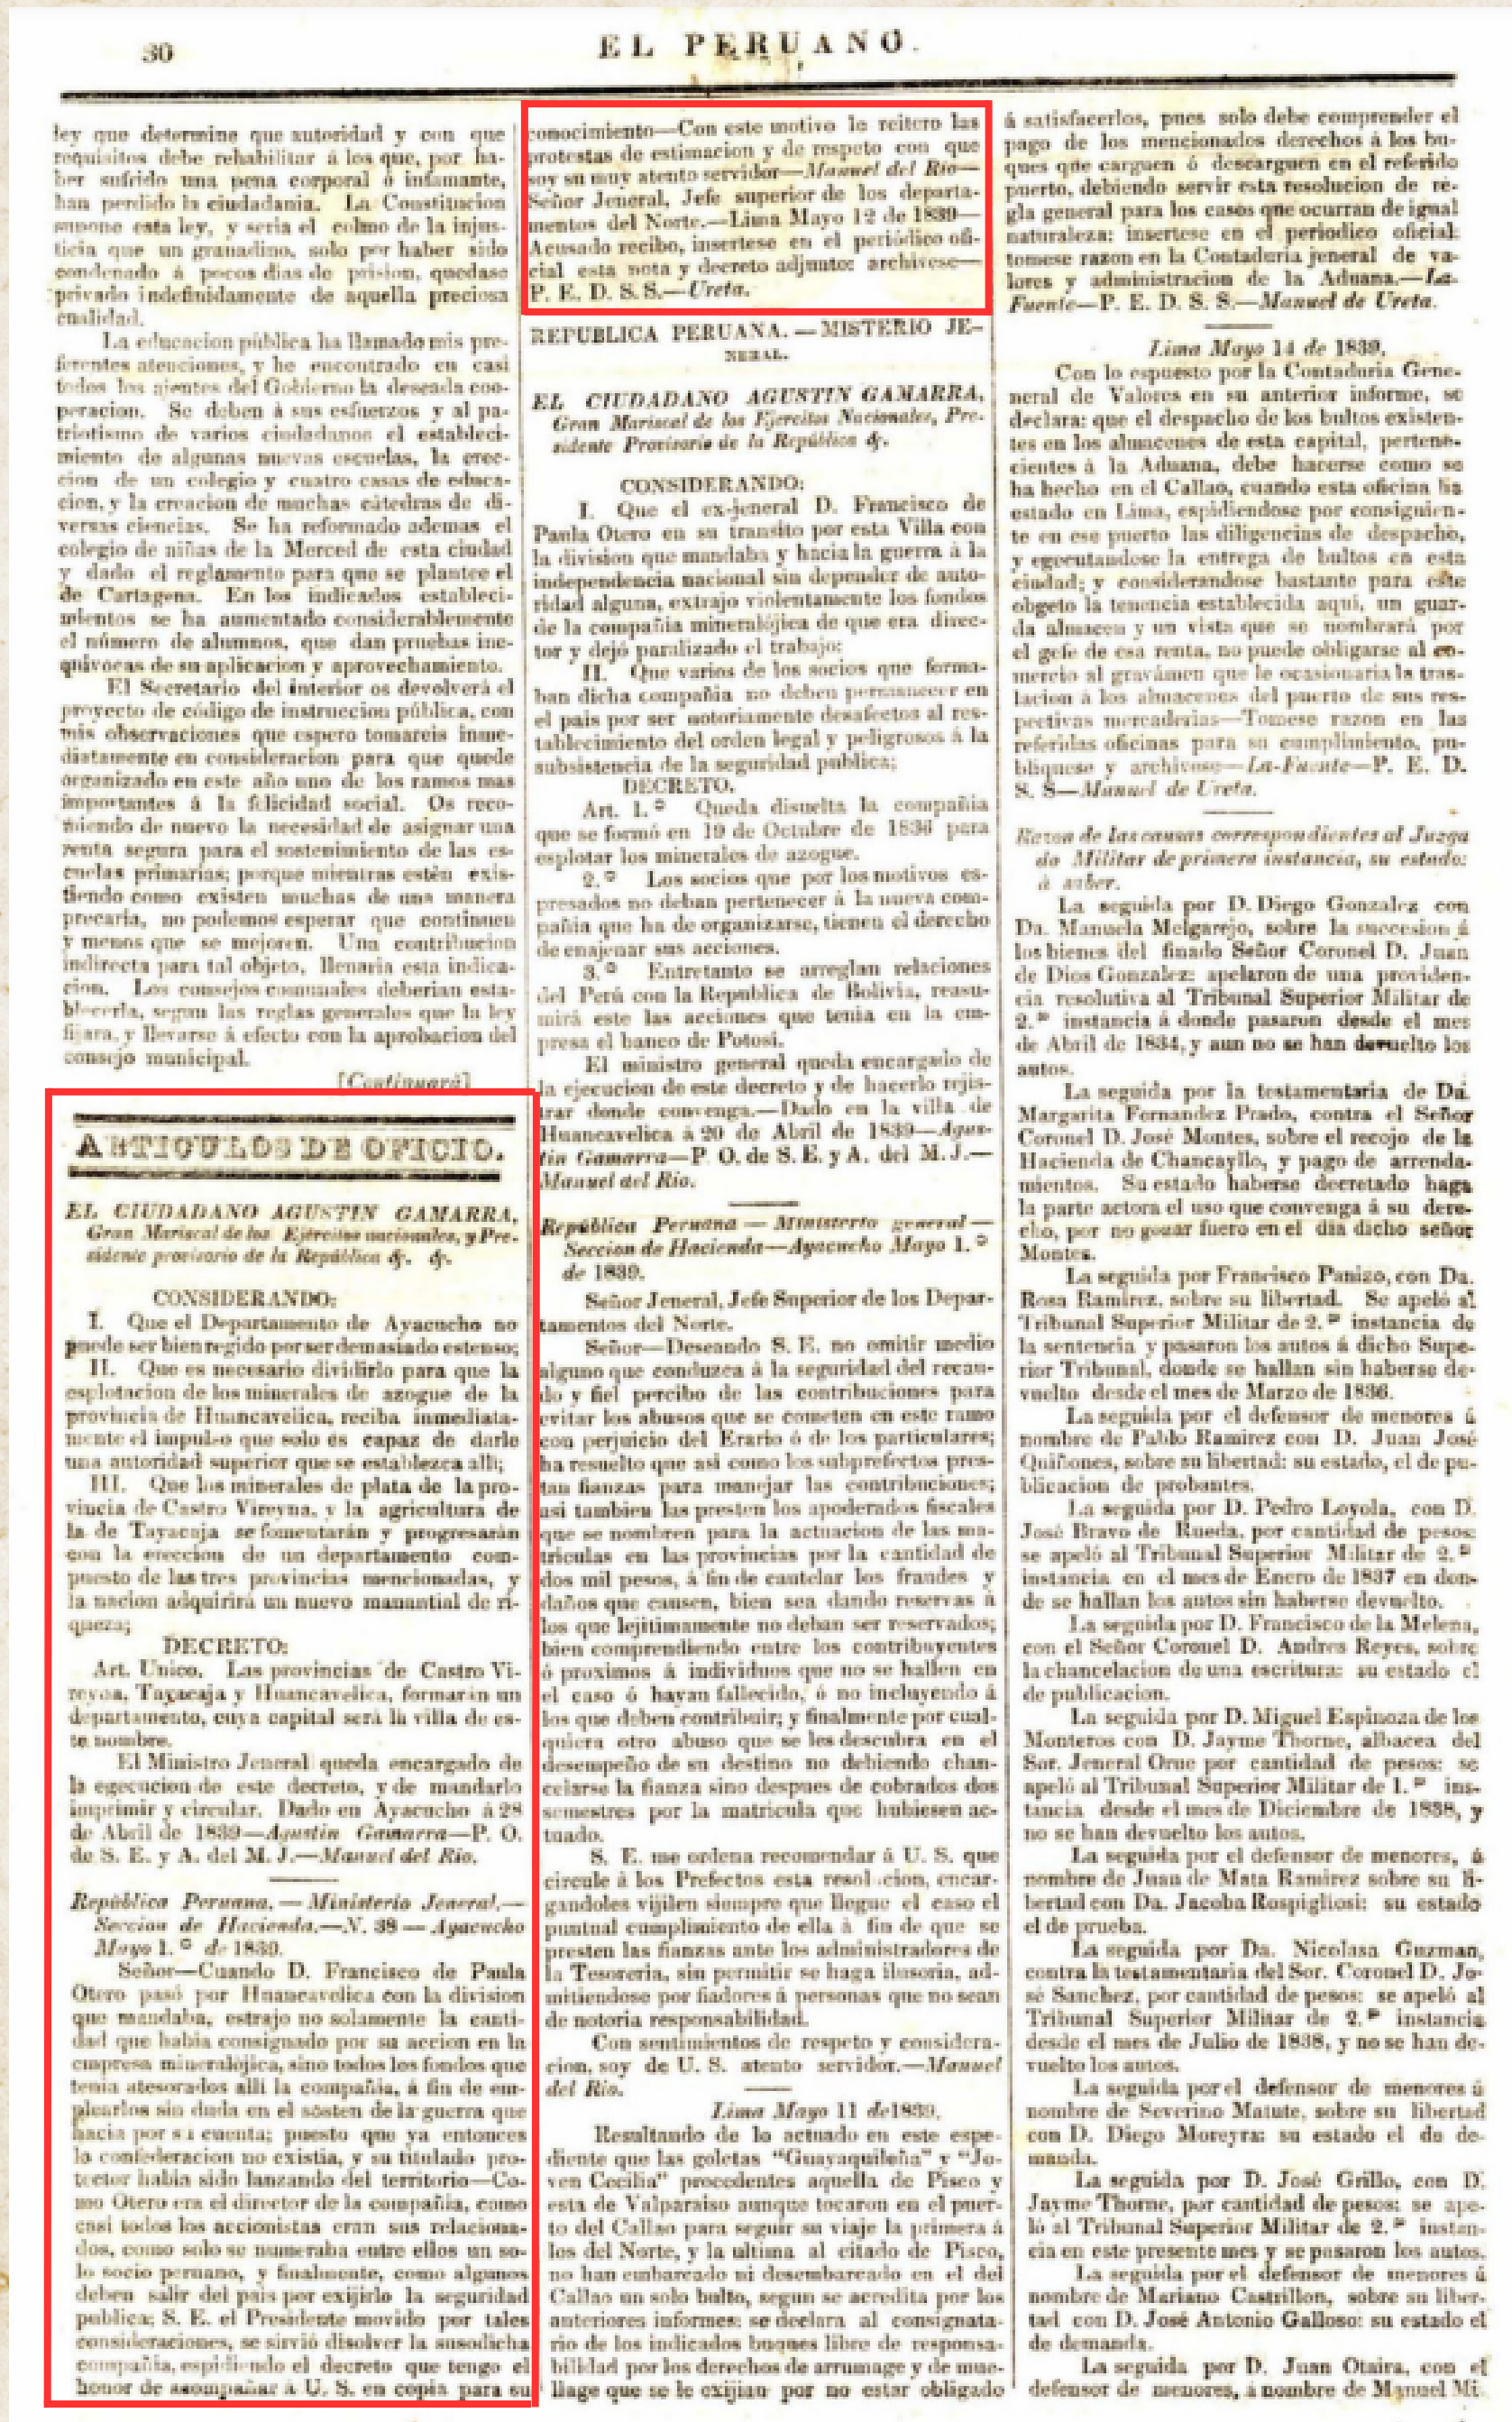 30
EL PERUANO.
ley que determine que autoridad y con que
requisitos debe rehabilitar á los que, por ha-
ber sufrido una pena corporal ó infamante,
han perdido la ciudadania. La Constitucion
supone esta ley, y seria el colmo de la injus-
ticia que un granadino, solo por haber sido
condenado á pocos dias de prision, quedase
privado indefinidamente de aquella preciosa
cualidad.
La educacion pública ha llamado mis pre-
ferentes atenciones, y he encontrado en casi
todos los ajentes del Gobierno la deseada coo-
peracion. Se deben á sus esfuerzos y al pa-
triotismo de varios ciudadanos el estableci-
miento de algunas nuevas escuelas, la erec-
cion de un colegio y cuatro casas de educa-
cion, y la creacion de muchas cátedras de di-
versas ciencias. Se ha reformado ademas el
colegio de niñas de la Merced de esta ciudad
y dado el reglamento para que se plantee el
de Cartagena. En los indicados estableci-
mientos se ha aumentado considerablemente
el número de alumnos, que dan pruebas ine-
quívocas de su aplicacion y aprovechamiento.
El Secretario del interior os devolverá el
proyecto de código de instruccion pública, con
mis observaciones que espero tomareis inme-
diatamente en consideracion para que quede
organizado en este año uno de los ramos mas
importantes á la felicidad social. Os reco-
miendo de nuevo la necesidad de asignar una
renta segura para el sostenimiento de las es-
cuelas primarias; porque mientras estén exis-
tiendo como existen muchas de una manera
precaria, no podemos esperar que continuen
y menos que se mejoren. Una contribucion
indirecta para tal objeto, llenaria esta indica-
cion. Los consejos comunales deberian esta-
blecerla, segun las reglas generales que la ley
fijara, y llevarse á efecto con la aprobacion del
consejo municipal.
[Continuará]
ARTICULOS DE OFICIO.
EL CIUDADANO AGUSTIN GAMARRA,
Gran Mariscal de los Ejércitos nacionales, y Pre-
sidente provisorio de la República &. &.
CONSIDERANDO:
I. Que el Departamento de Ayacucho no
puede ser bien regido por ser demasiado estenso;
II. Que es necesario dividirlo para que la
esplotacion de los minerales de azogue de la
provincia de Huancavelica, reciba inmediata-
mente el impulso que solo es capaz de darle
una autoridad superior que se establezca alli;
III. Que los minerales de plata de la pro-
vincia de Castro Vireyna, y la agricultura de
la de Tayacaja se fomentarán y progresarán
con la ereccion de un departamento com-
puesto de las tres provincias mencionadas, y
la nacion adquirirá un nuevo manantial de ri-
queza;
DECRETO:
Art. Unico. Las provincias de Castro Vi-
reyna, Tayacaja y Huancavelica, formarán un
departamento, cuya capital será la villa de es-
te nombre.
El Ministro Jeneral queda encargado de
la egecucion de este decreto, y de mandarlo
imprimir y circular. Dado en Ayacucho á 28
de Abril de 1839—Agustin Gamarra—P. O.
de S. E. y A. del M. J.—Manuel del Rio.
República Peruana.—Ministerio Jeneral.—
Seccion de Hacienda.—N. 38—Ayacucho
Mayo 1.º de 1839.
Señor—Cuando D. Francisco de Paula
Otero pasó por Huancavelica con la division
que mandaba, estrajo no solamente la canti-
dad que habia consignado por su accion en la
empresa mineralójica, sino todos los fondos que
tenia atesorados alli la compañia, á fin de em-
plearlos sin duda en el sosten de la guerra que
hacia por su cuenta; puesto que ya entonces
la confederacion no existia, y su titulado pro-
tector habia sido lanzando del territorio—Co-
mo Otero era el director de la compañia, como
casi todos los accionistas eran sus relaciona-
dos, como solo se numeraba entre ellos un so-
lo socio peruano, y finalmente, como algunos
deben salir del pais por exijirlo la seguridad
publica; S. E. el Presidente movido por tales
consideraciones, se sirvió disolver la susodicha
compañia, espidiendo el decreto que tengo el
honor de acompañar á U. S. en copia para su
conocimiento—Con este motivo le reitero las
protestas de estimacion y de respeto con que
soy su muy atento servidor—Manuel del Rio—
Señor Jeneral, Jefe superior de los departa-
mentos del Norte.—Lima Mayo 12 de 1839—
Acusado recibo, insertese en el periódico ofi-
cial esta nota y decreto adjunto: archivese—
P. E. D. S. S.—Ureta.
REPUBLICA PERUANA.—MISTERIO JE-
NERAL.
EL CIUDADANO AGUSTIN GAMARRA,
Gran Mariscal de los Ejercitos Nacionales, Pre-
sidente Provisorio de la República &.
CONSIDERANDO:
I. Que el ex-jeneral D. Francisco de
Paula Otero en su transito por esta Villa con
la division que mandaba y hacia la guerra á la
independencia nacional sin depender de auto-
ridad alguna, extrajo violentamente los fondos
de la compañia mineralójica de que era direc-
tor y dejó paralizado el trabajo:
II. Que varios de los socios que forma-
ban dicha compañia no deben permanecer en
el pais por ser notoriamente desafectos al res-
tablecimiento del orden legal y peligrosos á la
subsistencia de la seguridad publica;
DECRETO.
Art. 1.º Queda disuelta la compañia
que se formó en 19 de Octubre de 1836 para
esplotar los minerales de azogue.
2.º Los socios que por los motivos es-
presados no deban pertenecer á la nueva com-
pañia que ha de organizarse, tienen el derecho
de enajenar sus acciones.
3.º Entretanto se arreglan relaciones
del Perú con la Republica de Bolivia, reasu-
mirá este las acciones que tenia en la em-
presa el banco de Potosi.
El ministro general queda encargado de
la ejecucion de este decreto y de hacerlo rejis-
trar donde convenga.—Dado en la villa de
Huancavelica á 20 de Abril de 1839—Agus-
tin Gamarra—P. O. de S. E. y A. del M. J.—
Manuel del Rio.
República Peruana—Ministerto general—
Seccion de Hacienda—Ayacucho Mayo 1.º
de 1839.
Señor Jeneral, Jefe Superior de los Depar-
tamentos del Norte.
Señor—Deseando S. E. no omitir medio
alguno que conduzca á la seguridad del recau-
do y fiel percibo de las contribuciones para
evitar los abusos que se cometen en este ramo
con perjuicio del Erario ó de los particulares;
ha resuelto que asi como los subprefectos pres-
tan fianzas para manejar las contribuciones;
asi tambien las presten los apoderados fiscales
que se nombren para la actuacion de las ma-
triculas en las provincias por la cantidad de
dos mil pesos, á fin de cautelar los fraudes y
daños que causen, bien sea dando reservas á
los que lejitimamente no deban ser reservados;
bien comprendiendo entre los contribuyentes
ó proximos á individuos que no se hallen en
el caso ó hayan fallecido, ó no incluyendo á
los que deben contribuir; y finalmente por cual-
quiera otro abuso que se les descubra en el
desempeño de su destino no debiendo chan-
celarse la fianza sino despues de cobrados dos
semestres por la matricula que hubiesen ac-
tuado.
S. E. me ordena recomendar á U. S. que
circule á los Prefectos esta resol cion, encar-
gandoles vijilen siempre que llegue el caso el
puntual cumplimiento de ella á fin de que se
presten las fianzas ante los administradores de
la Tesoreria, sin permitir se haga ilusoria, ad-
mitiendose por fiadores á personas que no sean
de notoria responsabilidad.
Con sentimientos de respeto y considera-
cion, soy de U. S. atento servidor.—Manuel
del Rio.
Lima Mayo 11 de 1839.
Resultando de lo actuado en este espe-
diente que las goletas "Guayaquileña" y "Jo-
ven Cecilia" procedentes aquella de Pisco y
esta de Valparaiso aunque tocaron en el puer-
to del Callao para seguir su viaje la primera á
los del Norte, y la ultima al citado de Pisco,
no han embarcado ni desembarcado en el del
Callao un solo bulto, segun se acredita por los
anteriores informes: se declara al consignata-
rio de los indicados buques libre de responsa-
bilidad por los derechos de arrumage y de mue-
llage que se le exijian por no estar obligado
á satisfacerlos, pues solo debe comprender el
pago de los mencionados derechos á los bu-
ques que carguen ó descarguen en el referido
puerto, debiendo servir esta resolucion de re-
gla general para los casos que ocurran de igual
naturaleza: insertese en el periodico oficial:
tomese razon en la Contaduria jeneral de va-
lores y administracion de la Aduana.—La-
Fuente—P. E. D. S. S.—Manuel de Ureta.
Lima Mayo 14 de 1839.
Con lo espuesto por la Contaduria Gene-
neral de Valores en su anterior informe, se
declara: que el despacho de los bultos existen-
tes en los almacenes de esta capital, pertene-
cientes á la Aduana, debe hacerse como se
ha hecho en el Callao, cuando esta oficina ha
estado en Lima, espidiendose por consiguien-
te en ese puerto las diligencias de despacho,
y egecutandose la entrega de bultos en esta
ciudad; y considerandose bastante para este
obgeto la tenencia establecida aqui, un guar-
da almacen y un vista que se nombrará por
el gefe de esa renta, no puede obligarse al co-
mercio al gravámen que le ocasionaria la tras-
lacion á los almacenes del puerto de sus res-
pectivas mercaderias—Tomese razon en las
referidas oficinas para su cumplimiento, pu-
bliquese y archivese—La-Fuente—P. E. D.
S. S—Manuel de Ureta.
Razon de las causas correspondientes al Juzga
do Militar de primera instancia, su estado:
á saber.
La seguida por D. Diego Gonzalez con
Da. Manuela Melgarejo, sobre la succesion á
los bienes del finado Señor Coronel D. Juan
de Dios Gonzalez: apelaron de una providen-
cia resolutiva al Tribunal Superior Militar de
2.ª instancia á donde pasaron desde el mes
de Abril de 1834, y aun no se han devuelto los
autos.
La seguida por la testamentaria de Da.
Margarita Fernandez Prado, contra el Señor
Coronel D. José Montes, sobre el recojo de la
Hacienda de Chancayllo, y pago de arrenda-
mientos. Su estado haberse decretado haga
la parte actora el uso que convenga á su dere-
cho, por no gozar fuero en el dia dicho señor
Montes.
La seguida por Francisco Panizo, con Da.
Rosa Ramirez, sobre su libertad. Se apeló al
Tribunal Superior Militar de 2.ª instancia de
la sentencia y pasaron los autos á dicho Supe-
rior Tribunal, donde se hallan sin haberse de-
vuelto desde el mes de Marzo de 1836.
La seguida por el defensor de menores á
nombre de Pablo Ramirez con D. Juan José
Quiñones, sobre su libertad: su estado, el de pu-
blicacion de probantes.
La seguida por D. Pedro Loyola, con D.
José Bravo de Rueda, por cantidad de pesos:
se apeló al Tribunal Superior Militar de 2.ª
instancia en el mes de Enero de 1837 en don-
de se hallan los autos sin haberse devuelto.
La seguida por D. Francisco de la Melena,
con el Señor Coronel D. Andres Reyes, sobre
la chancelacion de una escritura: su estado el
de publicacion.
La seguida por D. Miguel Espinoza de los
Monteros con D. Jayme Thorne, albacea del
Sor. Jeneral Orue por cantidad de pesos: se
apeló al Tribunal Superior Militar de 1.ª ins-
tancia desde el mes de Diciembre de 1838, y
no se han devuelto los autos.
La seguida por el defensor de menores, á
nombre de Juan de Mata Ramirez sobre su li-
bertad con Da. Jacoba Rospigliosi: su estado
el de prueba.
La seguida por Da. Nicolasa Guzman,
contra la testamentaria del Sor. Coronel D. Jo-
sé Sanchez, por cantidad de pesos: se apeló al
Tribunal Superior Militar de 2.ª instancia
desde el mes de Julio de 1838, y no se han de-
vuelto los autos.
La seguida por el defensor de menores á
nombre de Severino Matute, sobre su libertad
con D. Diego Moreyra: su estado el de de-
manda.
La seguida por D. José Grillo, con D.
Jayme Thorne, por cantidad de pesos: se ape-
ló al Tribunal Superior Militar de 2.ª instan-
cia en este presente mes y se pasaron los autos.
La seguida por el defensor de menores á
nombre de Mariano Castrillon, sobre su liber-
tad con D. José Antonio Galloso: su estado el
de demanda.
La seguida por D. Juan Otaira, con el
defensor de menores, á nombre de Manuel Mi.